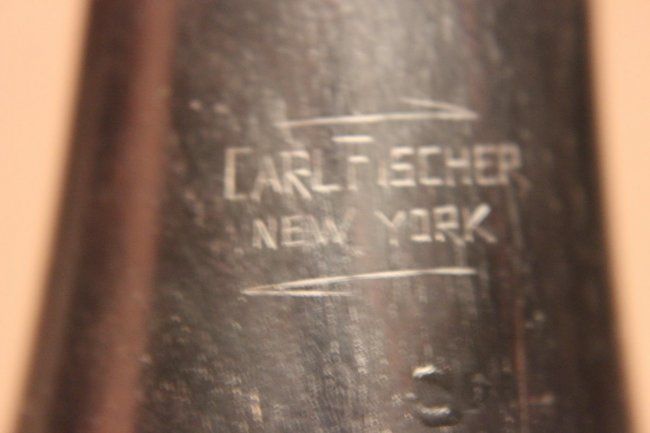 CARL FISCHER
NEW YORK
S